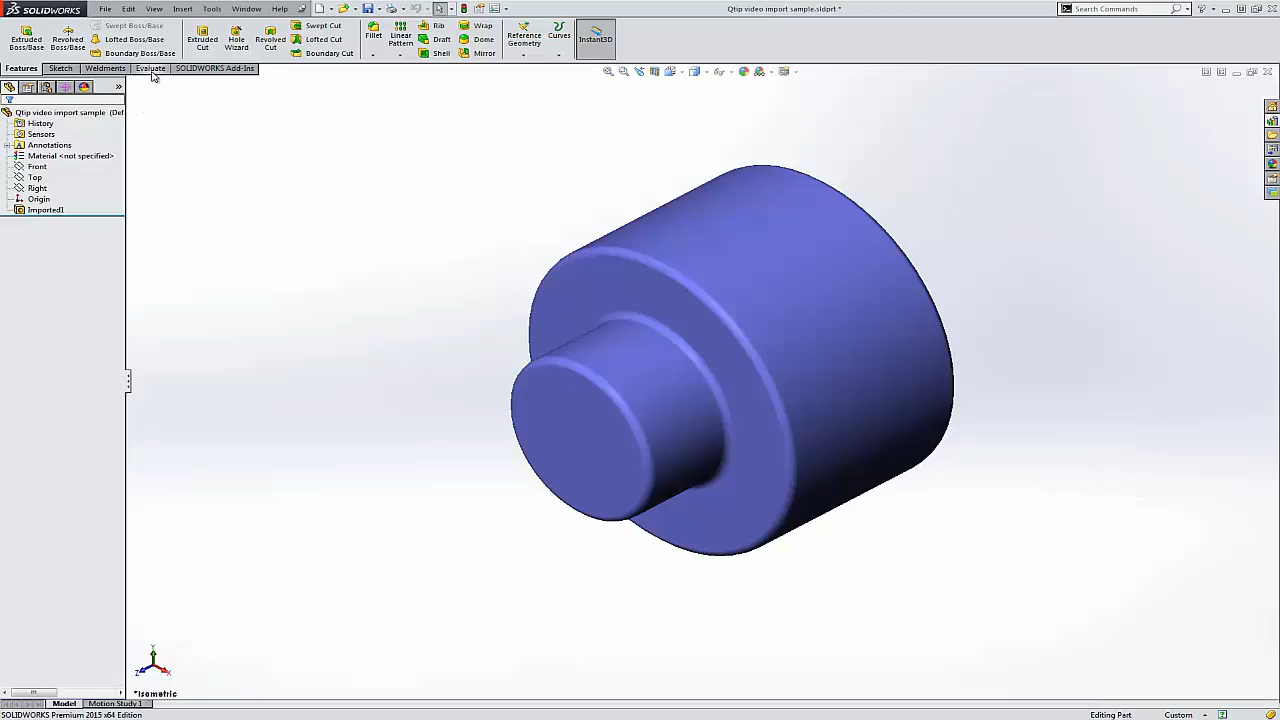 SOLIDWORKS File Edit View Insert Tools Window Help Qtip video import sample.sldprt * Search Commands
Extruded Boss/Base
Revolved Boss/Base
Swept Boss/Base
Lofted Boss/Base
Boundary Boss/Base
Extruded Cut
Hole Wizard
Revolved Cut
Swept Cut
Lofted Cut
Boundary Cut
Fillet
Linear Pattern
Rib
Draft
Shell
Wrap
Dome
Mirror
Reference Geometry
Curves
Instant3D
Features Sketch Weldments Evaluate SOLIDWORKS Add-Ins
Qtip video import sample (Def
History
Sensors
Annotations
Material <not specified>
Front
Top
Right
Origin
Imported1
Y
Z X
*Isometric
Model Motion Study 1
SOLIDWORKS Premium 2015 x64 Edition Editing Part Custom